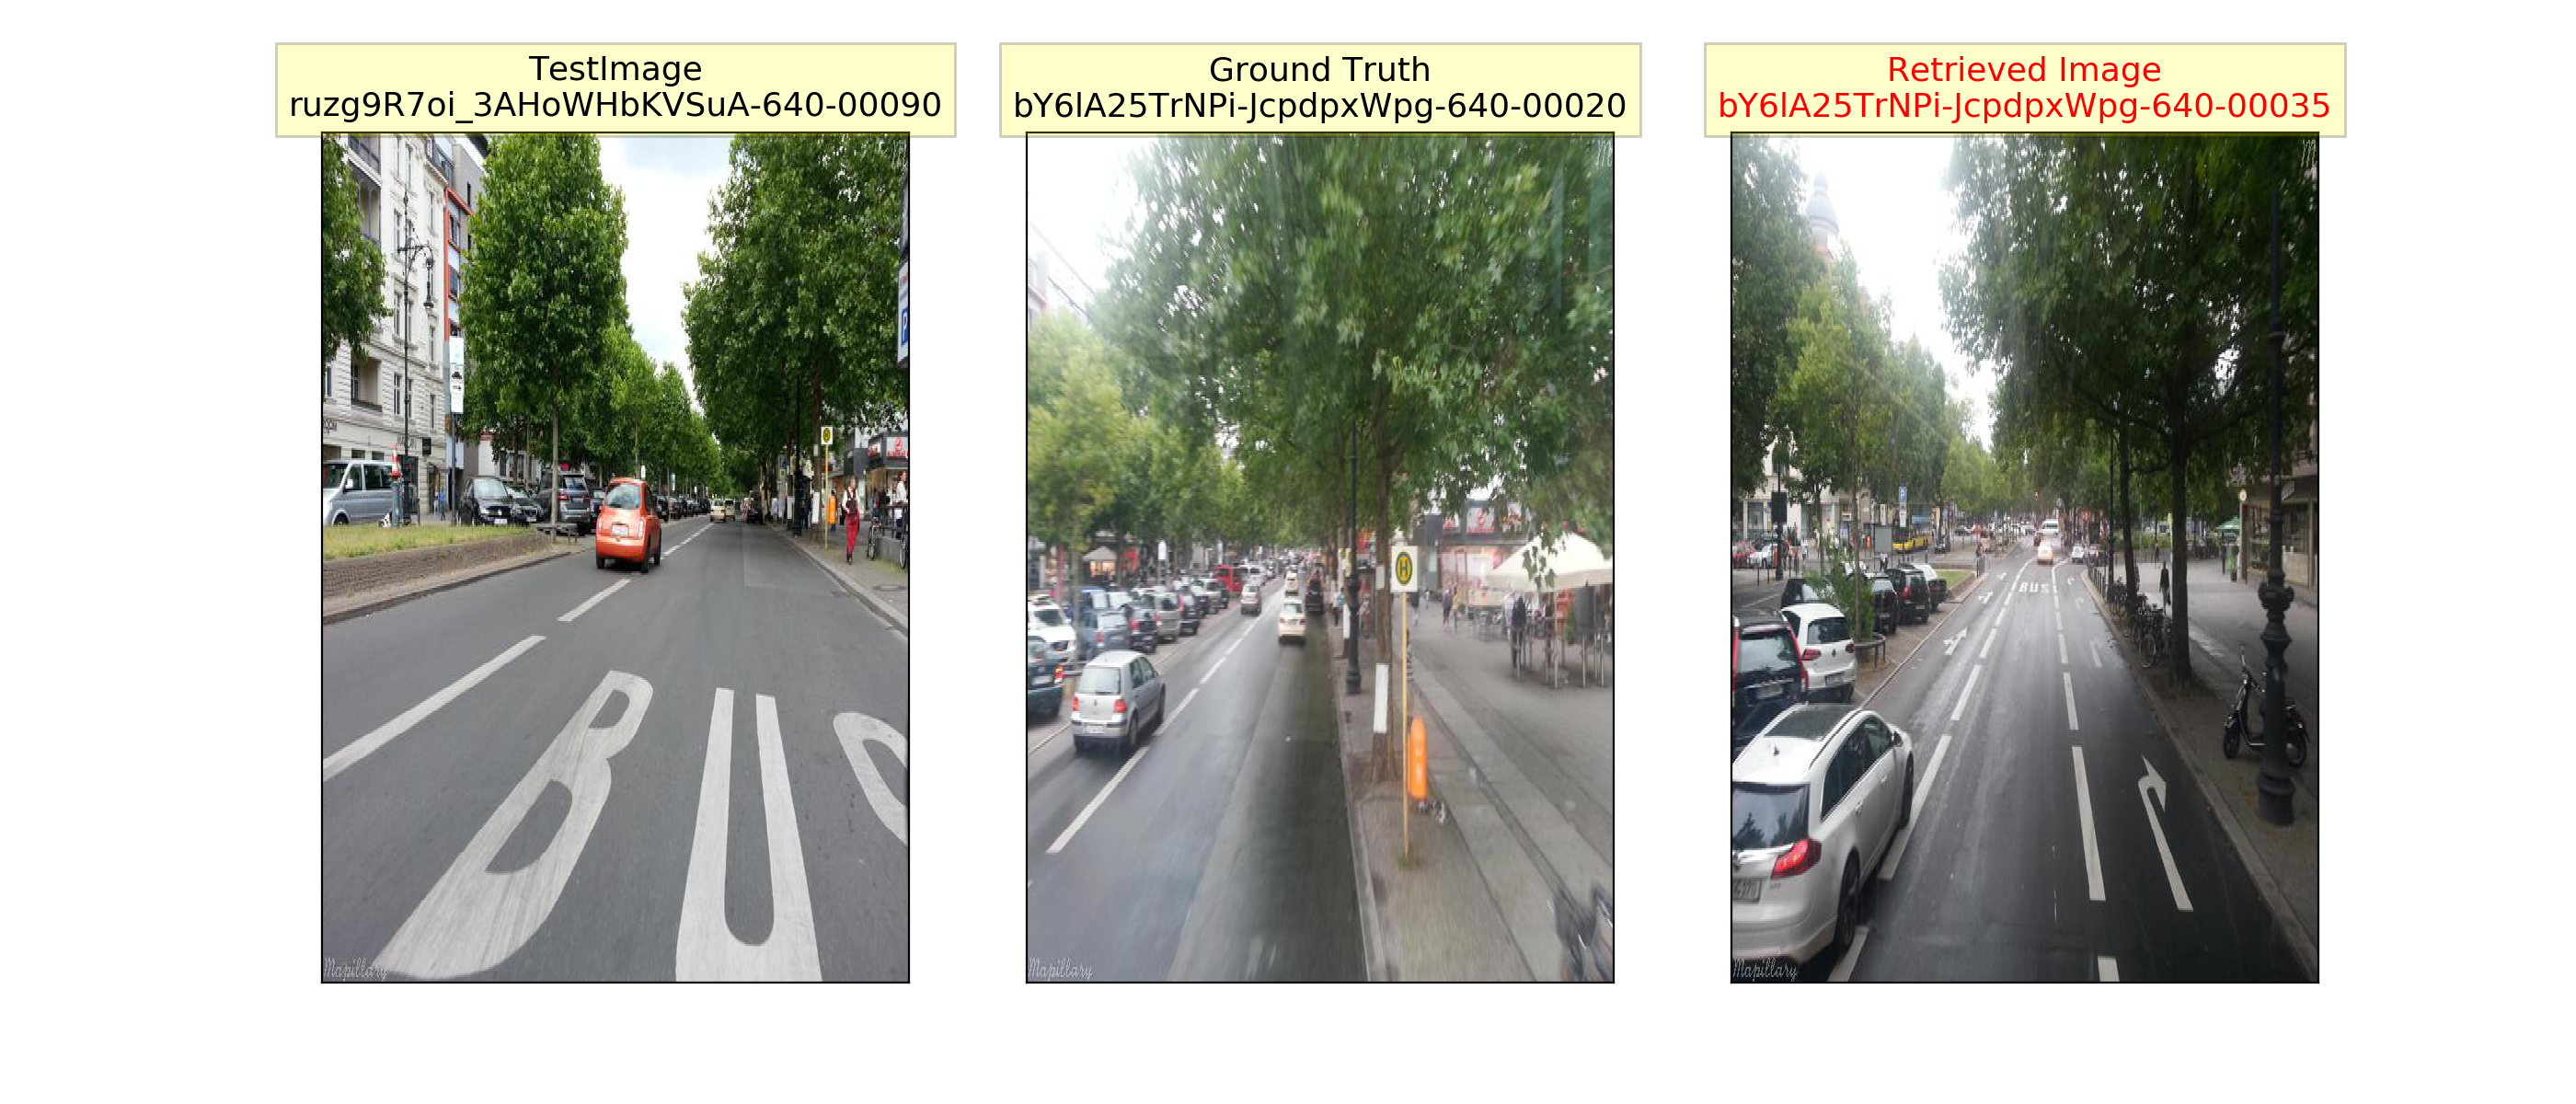 TestImage
ruzg9R7oi_3AHoWHbKVSuA-640-00090
Ground Truth
bY6lA25TrNPi-JcpdpxWpg-640-00020
Retrieved Image
bY6lA25TrNPi-JcpdpxWpg-640-00035
P
H
BUS
BUS
Mapillary
Mapillary
Mapillary